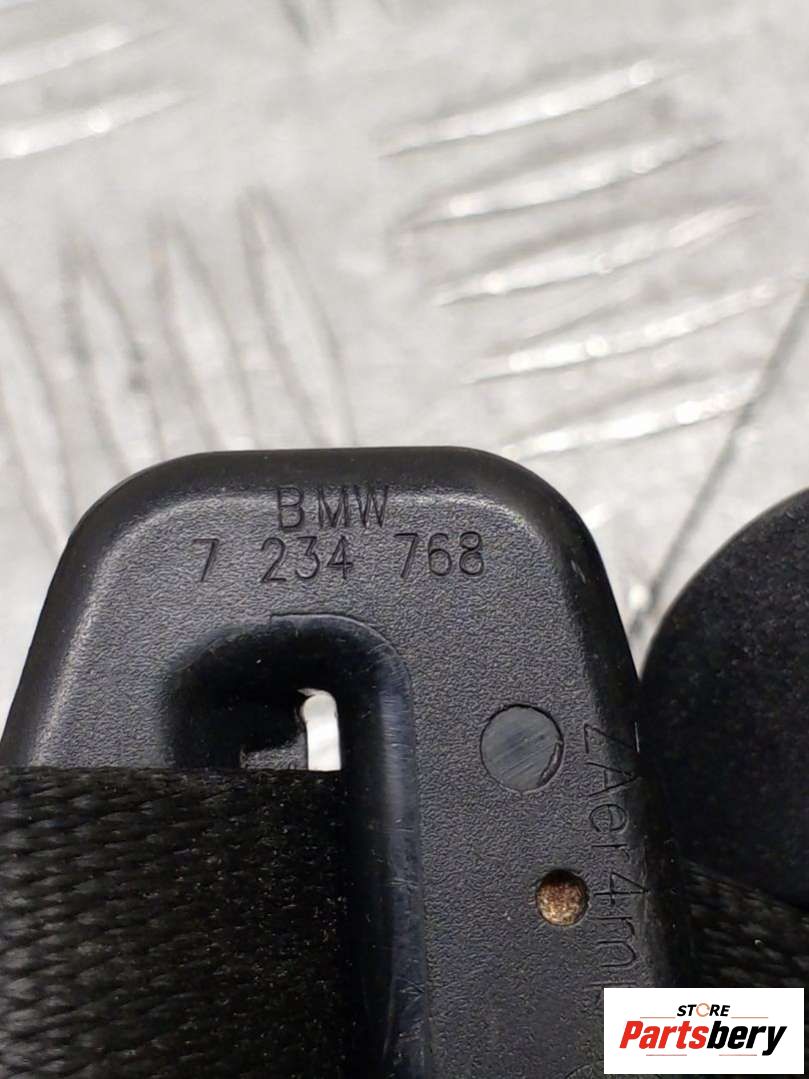 BMW
7 234 768
STORE
Partsbery